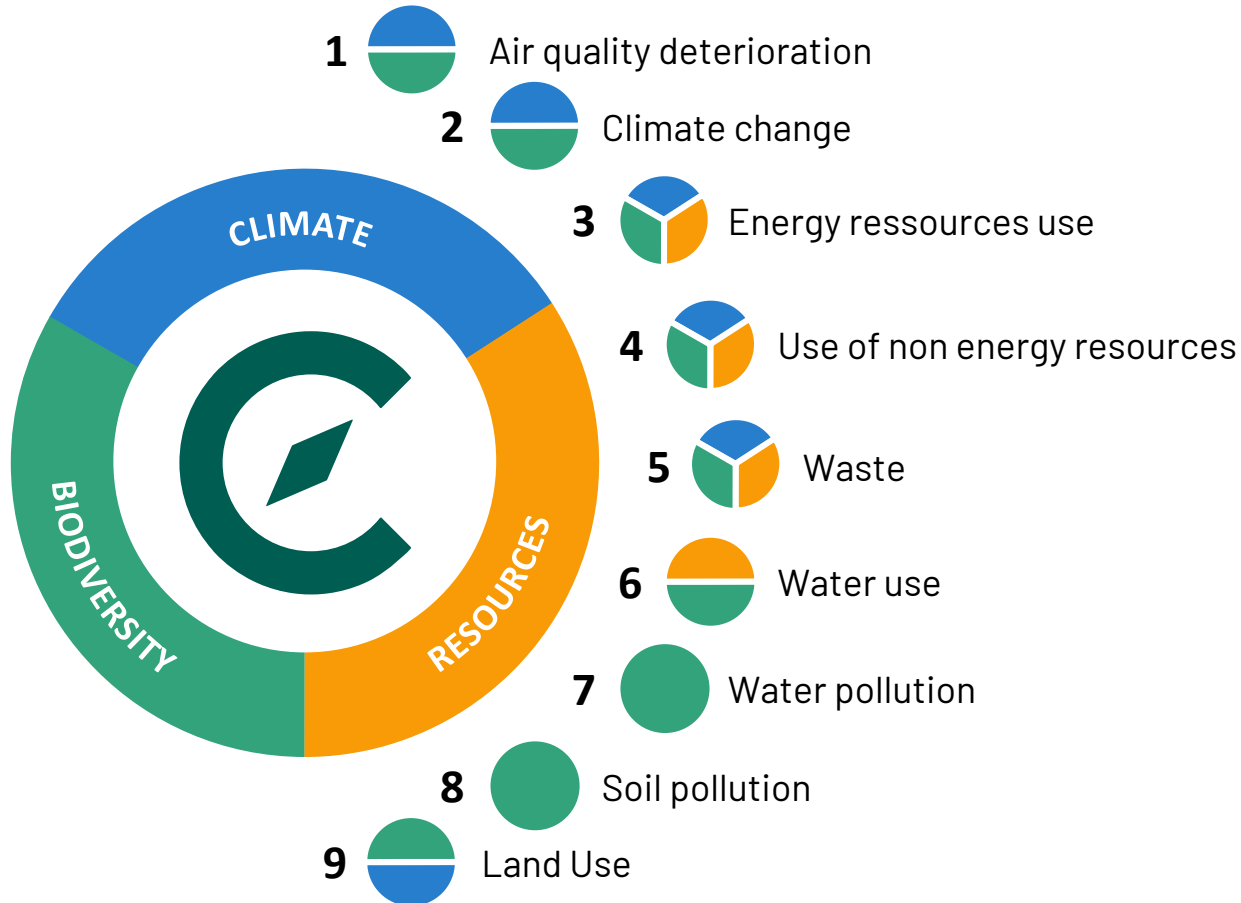 1 Air quality deterioration
2 Climate change
3 Energy ressources use
4 Use of non energy resources
5 Waste
6 Water use
7 Water pollution
8 Soil pollution
9 Land Use
CLIMATE
BIODIVERSITY
RESOURCES